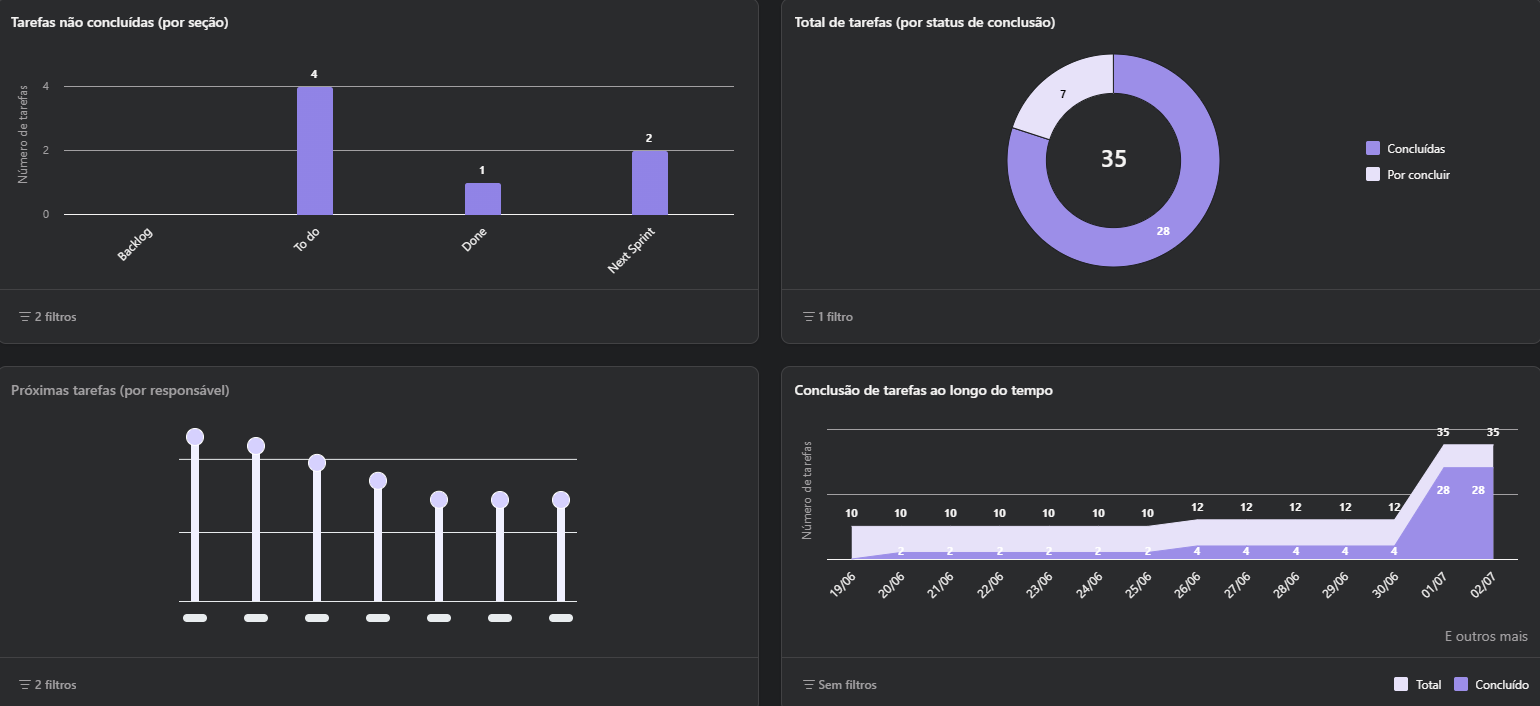 Tarefas não concluídas (por seção)
Número de tarefas
4
2
0
4
1
2
Backlog
To do
Done
Next Sprint
2 filtros
Total de tarefas (por status de conclusão)
7
35
28
Concluídas
Por concluir
1 filtro
Próximas tarefas (por responsável)
2 filtros
Conclusão de tarefas ao longo do tempo
Número de tarefas
35 35
28 28
10 10 10 10 10 10 10 12 12 12 12 12
2 2 2 2 2 2 4 4 4 4 4
19/06 20/06 21/06 22/06 23/06 24/06 25/06 26/06 27/06 28/06 29/06 30/06 01/07 02/07
E outros mais
Sem filtros
Total Concluído